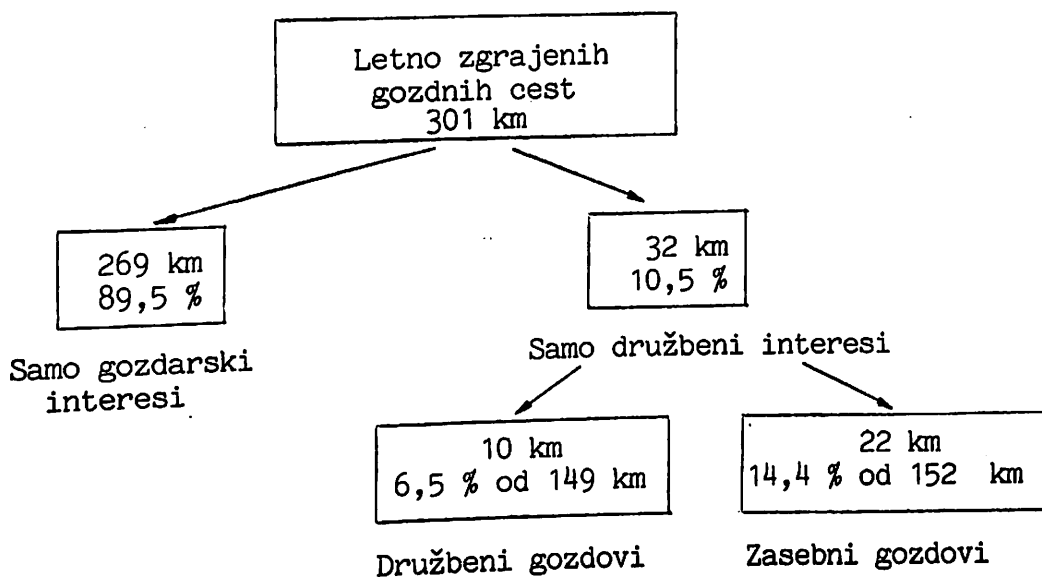 Letno zgrajenih
gozdnih cest
301 km
269 km
89,5 %
Samo gozdarski
interesi
32 km
10,5 %
Samo družbeni interesi
10 km
6,5 % od 149 km
Družbeni gozdovi
22 km
14,4 % od 152 km
Zasebni gozdovi